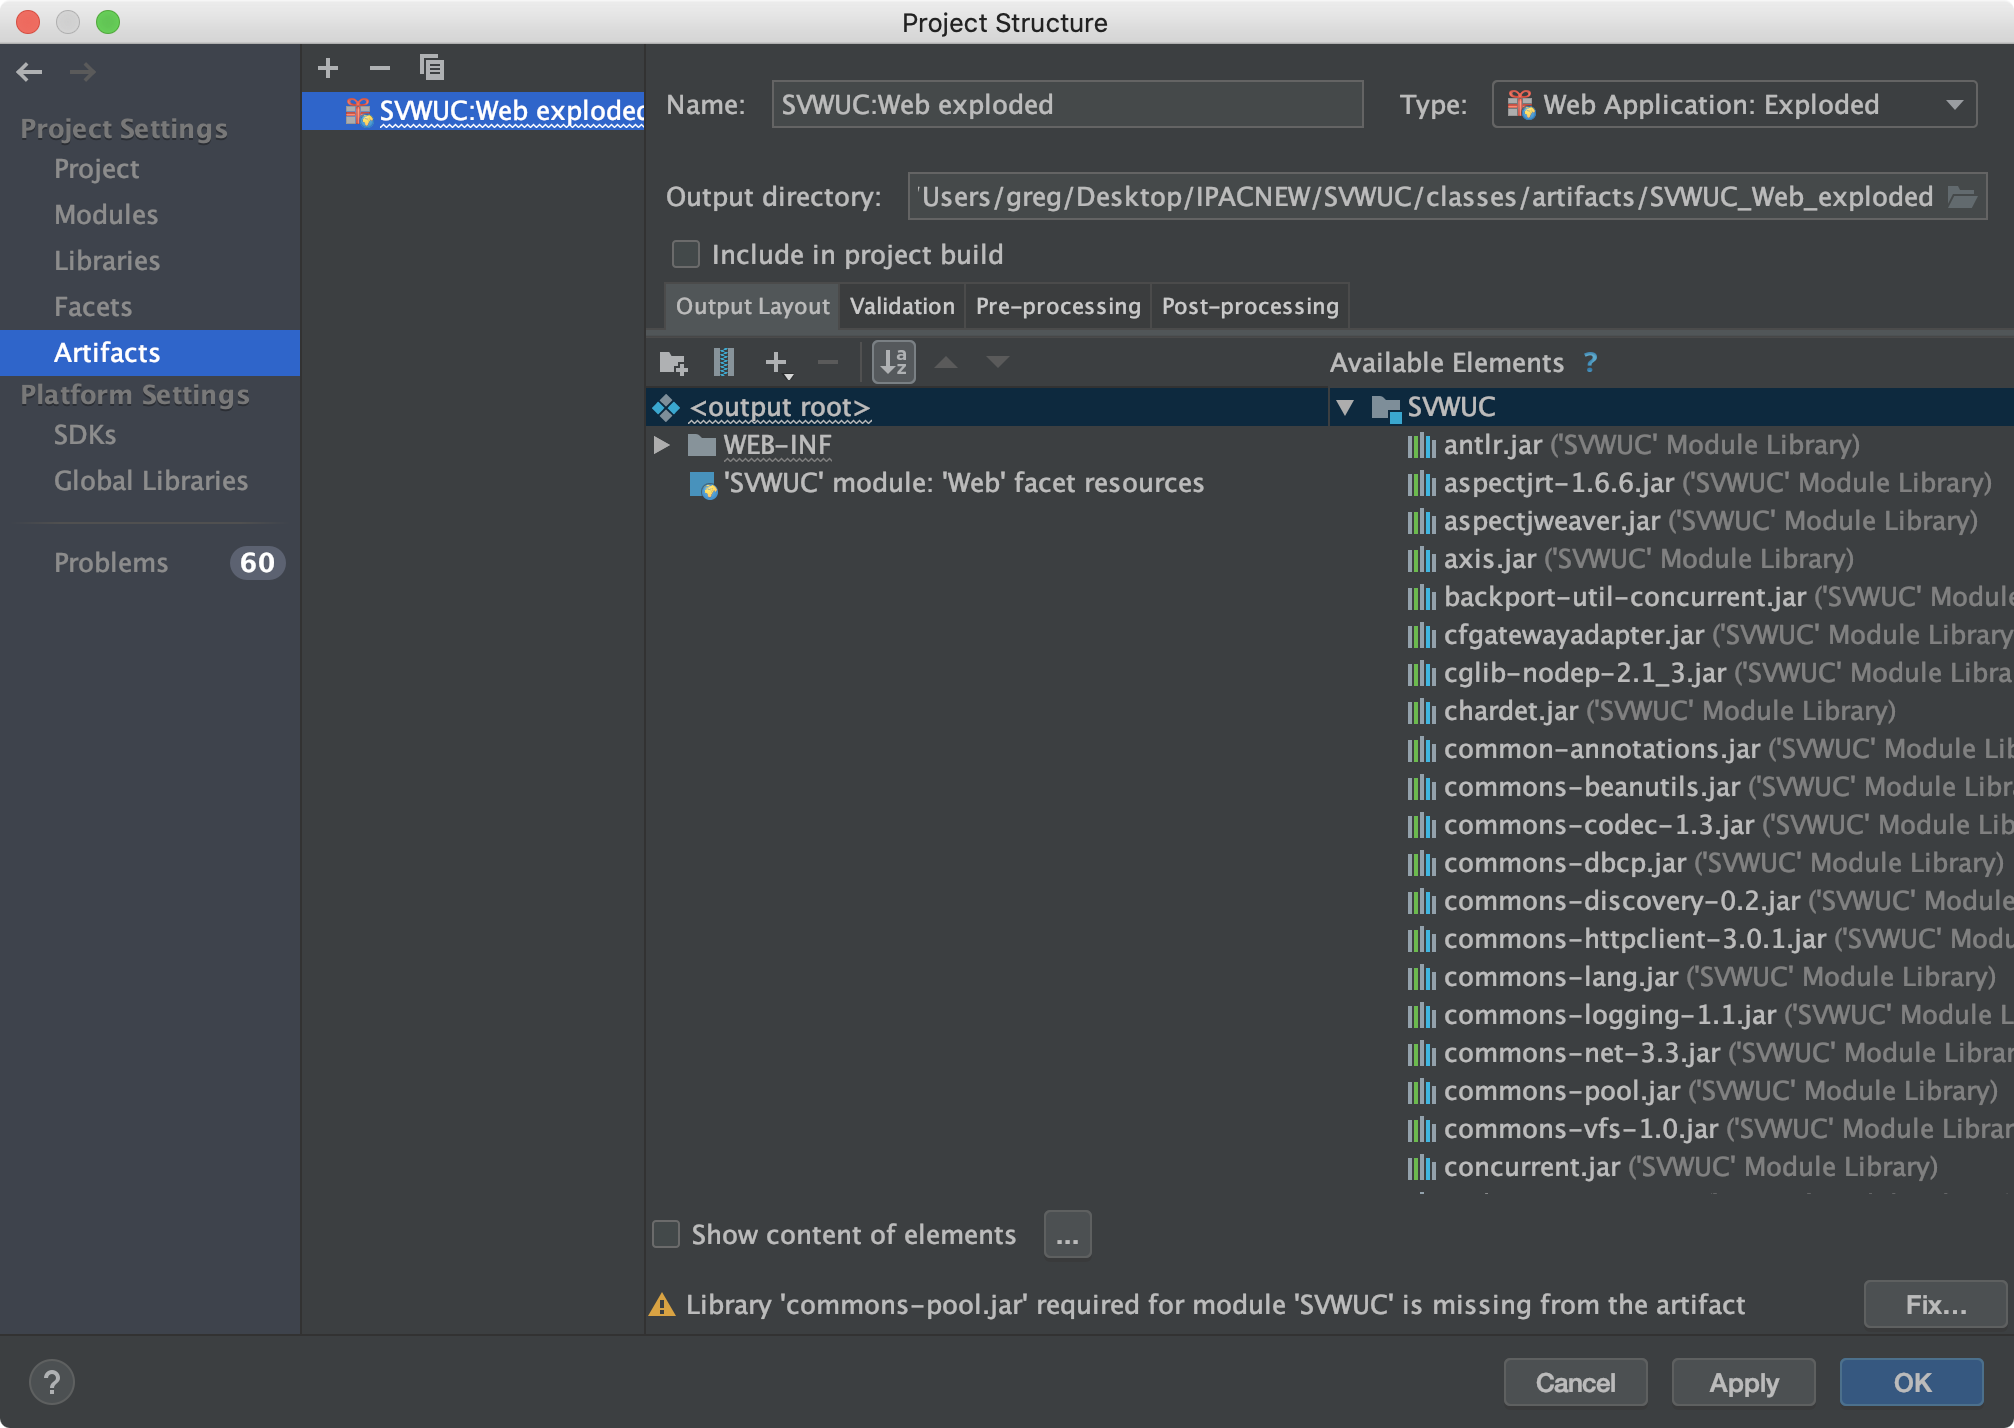 Project Structure
Project Settings
Project
Modules
Libraries
Facets
Artifacts
Platform Settings
SDKs
Global Libraries
Problems 60
SVWUC:Web exploded
Name: SVWUC:Web exploded Type: Web Application: Exploded
Output directory: /Users/greg/Desktop/IPACNEW/SVWUC/classes/artifacts/SVWUC_Web_exploded
Include in project build
Output Layout Validation Pre-processing Post-processing
Available Elements ?
<output root>
WEB-INF
'SVWUC' module: 'Web' facet resources
SVWUC
antlr.jar ('SVWUC' Module Library)
aspectjrt-1.6.6.jar ('SVWUC' Module Library)
aspectjweaver.jar ('SVWUC' Module Library)
axis.jar ('SVWUC' Module Library)
backport-util-concurrent.jar ('SVWUC' Module
cfgatewayadapter.jar ('SVWUC' Module Library
cglib-nodep-2.1_3.jar ('SVWUC' Module Libra
chardet.jar ('SVWUC' Module Library)
common-annotations.jar ('SVWUC' Module Lib
commons-beanutils.jar ('SVWUC' Module Libr
commons-codec-1.3.jar ('SVWUC' Module Lib
commons-dbcp.jar ('SVWUC' Module Library)
commons-discovery-0.2.jar ('SVWUC' Module
commons-httpclient-3.0.1.jar ('SVWUC' Modu
commons-lang.jar ('SVWUC' Module Library)
commons-logging-1.1.jar ('SVWUC' Module L
commons-net-3.3.jar ('SVWUC' Module Librar
commons-pool.jar ('SVWUC' Module Library)
commons-vfs-1.0.jar ('SVWUC' Module Librar
concurrent.jar ('SVWUC' Module Library)
Show content of elements ...
Library 'commons-pool.jar' required for module 'SVWUC' is missing from the artifact Fix...
? Cancel Apply OK